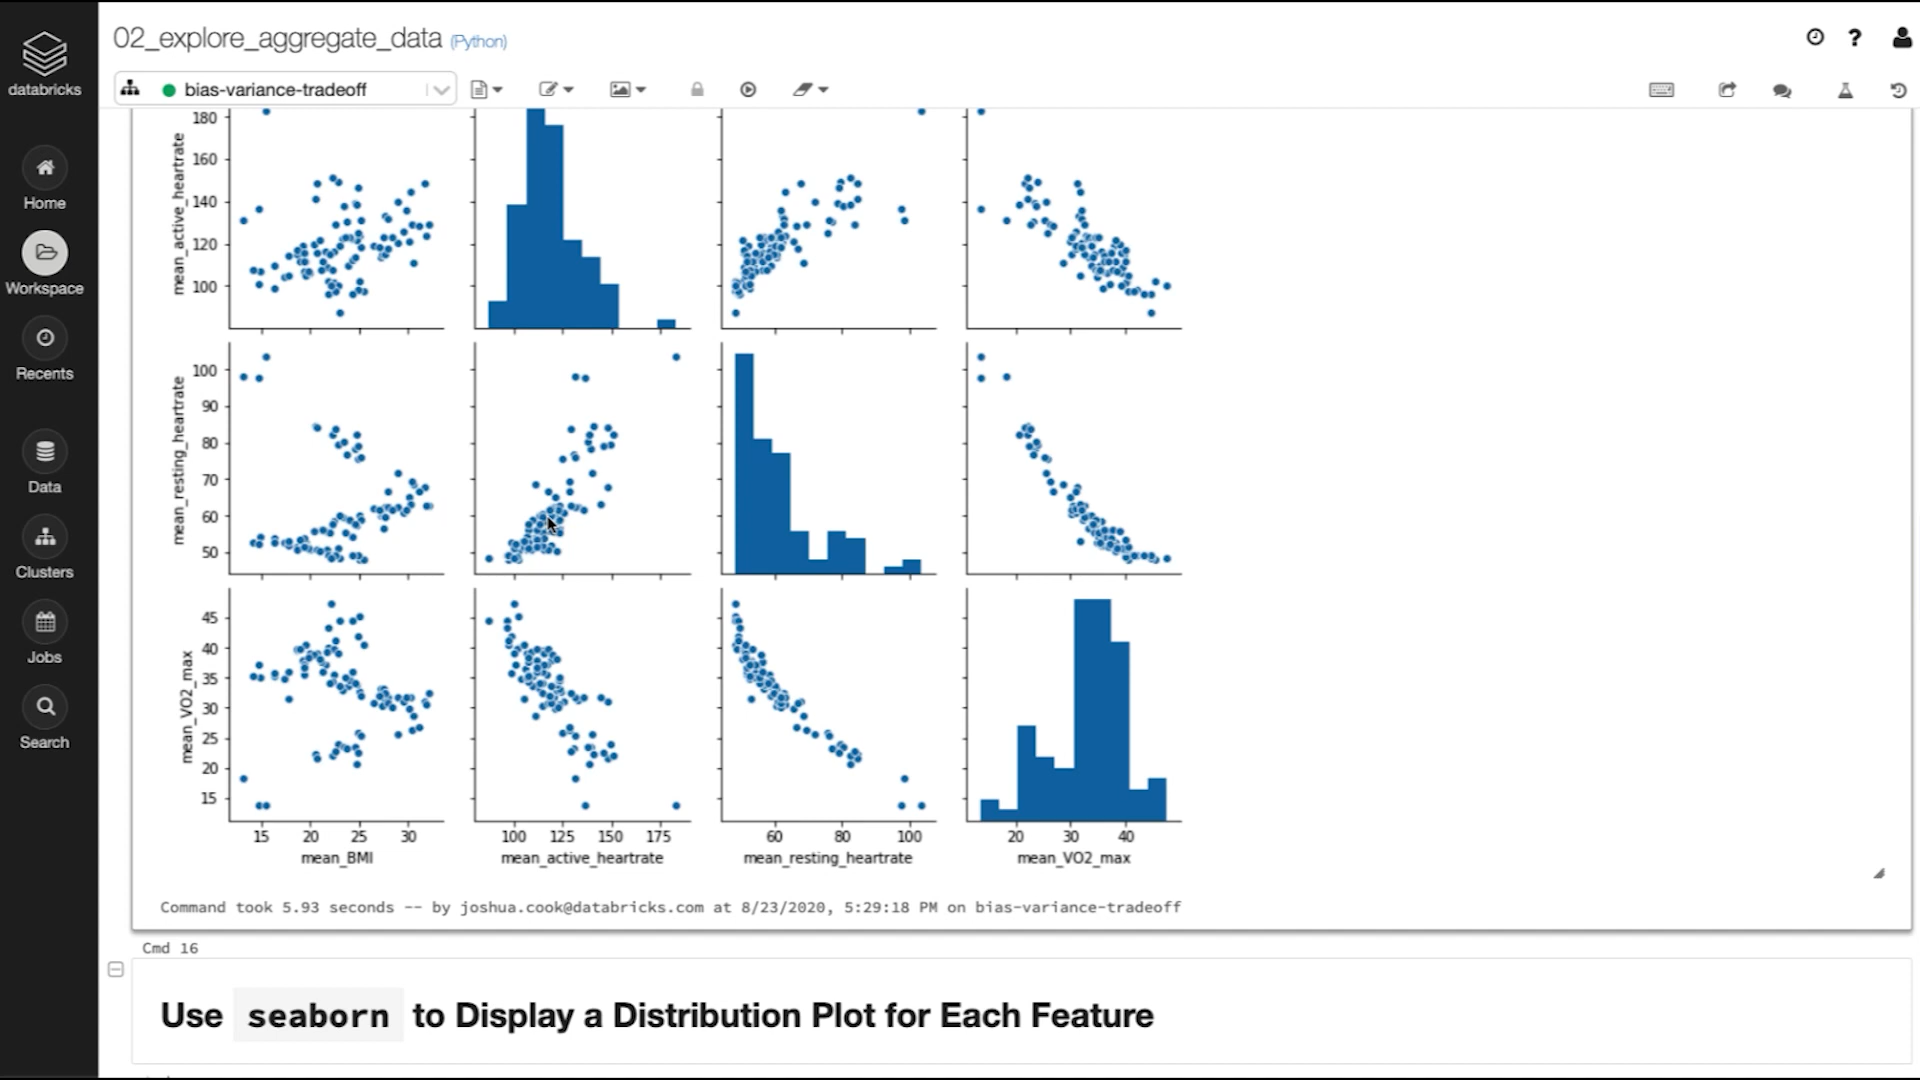 02_explore_aggregate_data (Python)
databricks
bias-variance-tradeoff
Home
Workspace
Recents
Data
Clusters
Jobs
Search
mean_active_heartrate
180
160
140
120
100
mean_resting_heartrate
100
90
80
70
60
50
mean_VO2_max
45
40
35
30
25
20
15
15 20 25 30
100 125 150 175
60 80 100
20 30 40
mean_BMI
mean_active_heartrate
mean_resting_heartrate
mean_VO2_max
Command took 5.93 seconds -- by joshua.cook@databricks.com at 8/23/2020, 5:29:18 PM on bias-variance-tradeoff
Cmd 16
Use seaborn to Display a Distribution Plot for Each Feature